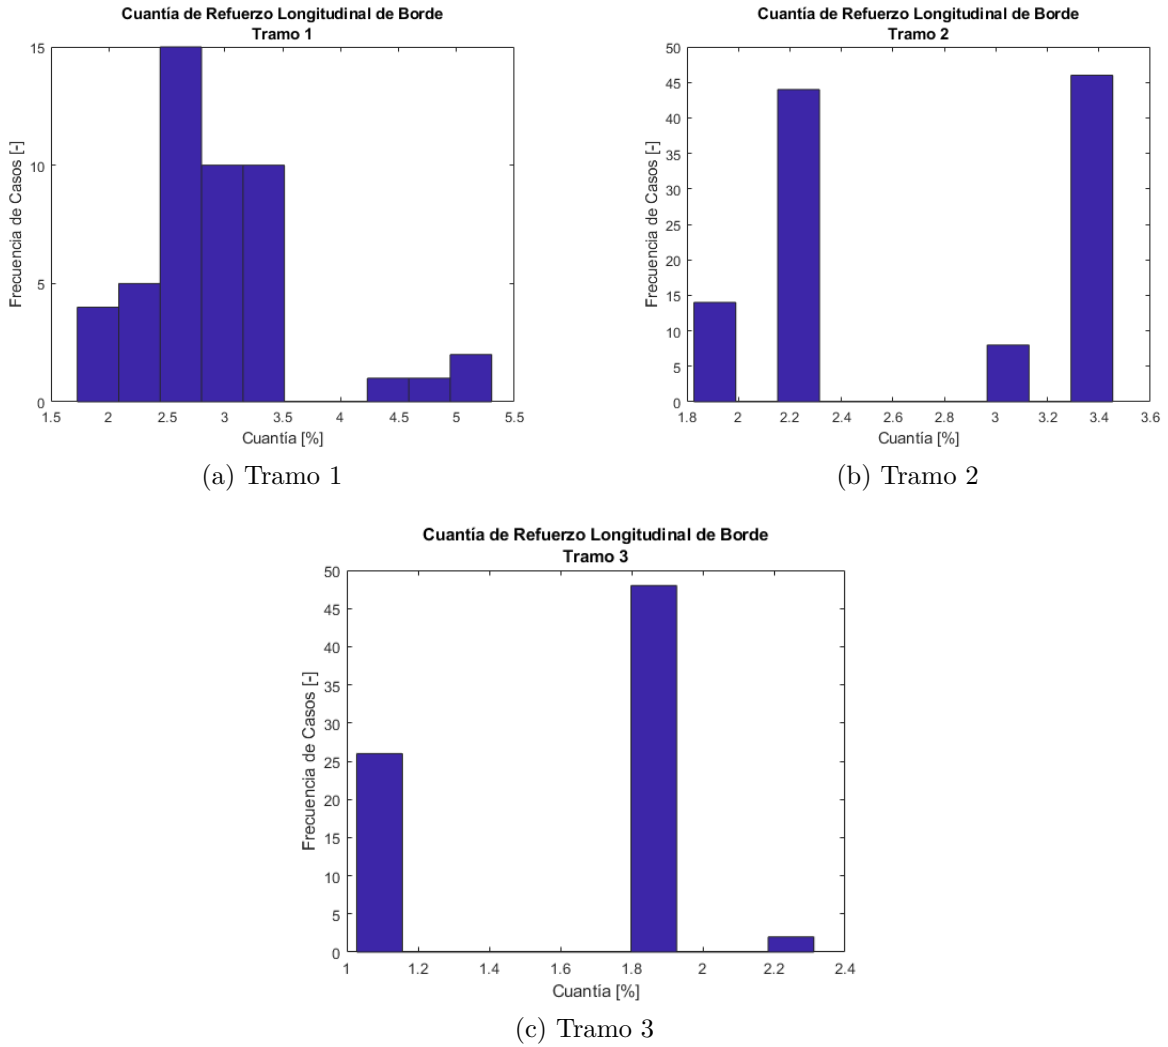 Cuantía de Refuerzo Longitudinal de Borde
Tramo 1
15
10
5
0
Frecuencia de Casos [-]
1.5 2 2.5 3 3.5 4 4.5 5 5.5
Cuantía [%]
(a) Tramo 1
Cuantía de Refuerzo Longitudinal de Borde
Tramo 2
50
45
40
35
30
25
20
15
10
5
0
Frecuencia de Casos [-]
1.8 2 2.2 2.4 2.6 2.8 3 3.2 3.4 3.6
Cuantía [%]
(b) Tramo 2
Cuantía de Refuerzo Longitudinal de Borde
Tramo 3
50
45
40
35
30
25
20
15
10
5
0
Frecuencia de Casos [-]
1 1.2 1.4 1.6 1.8 2 2.2 2.4
Cuantía [%]
(c) Tramo 3